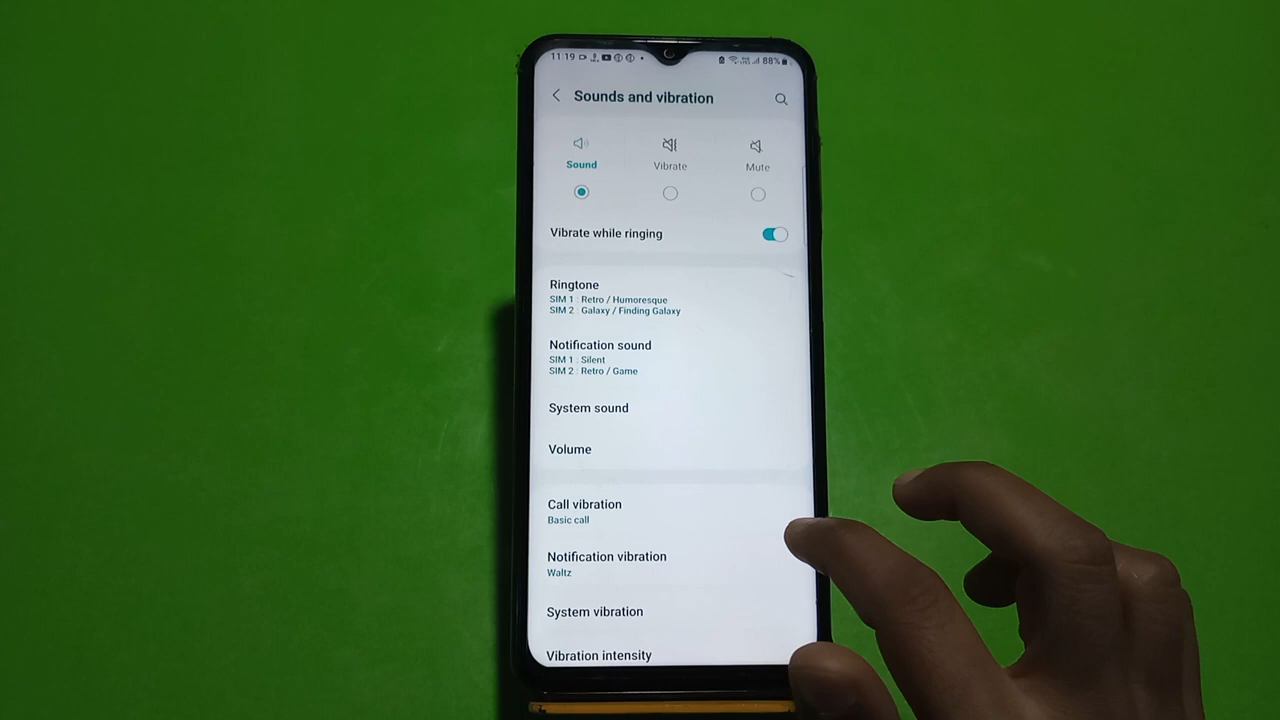 11:19 88%
Sounds and vibration
Sound Vibrate Mute
Vibrate while ringing
Ringtone
SIM 1 : Retro / Humoresque
SIM 2 : Galaxy / Finding Galaxy
Notification sound
SIM 1 : Silent
SIM 2 : Retro / Game
System sound
Volume
Call vibration
Basic call
Notification vibration
Waltz
System vibration
Vibration intensity